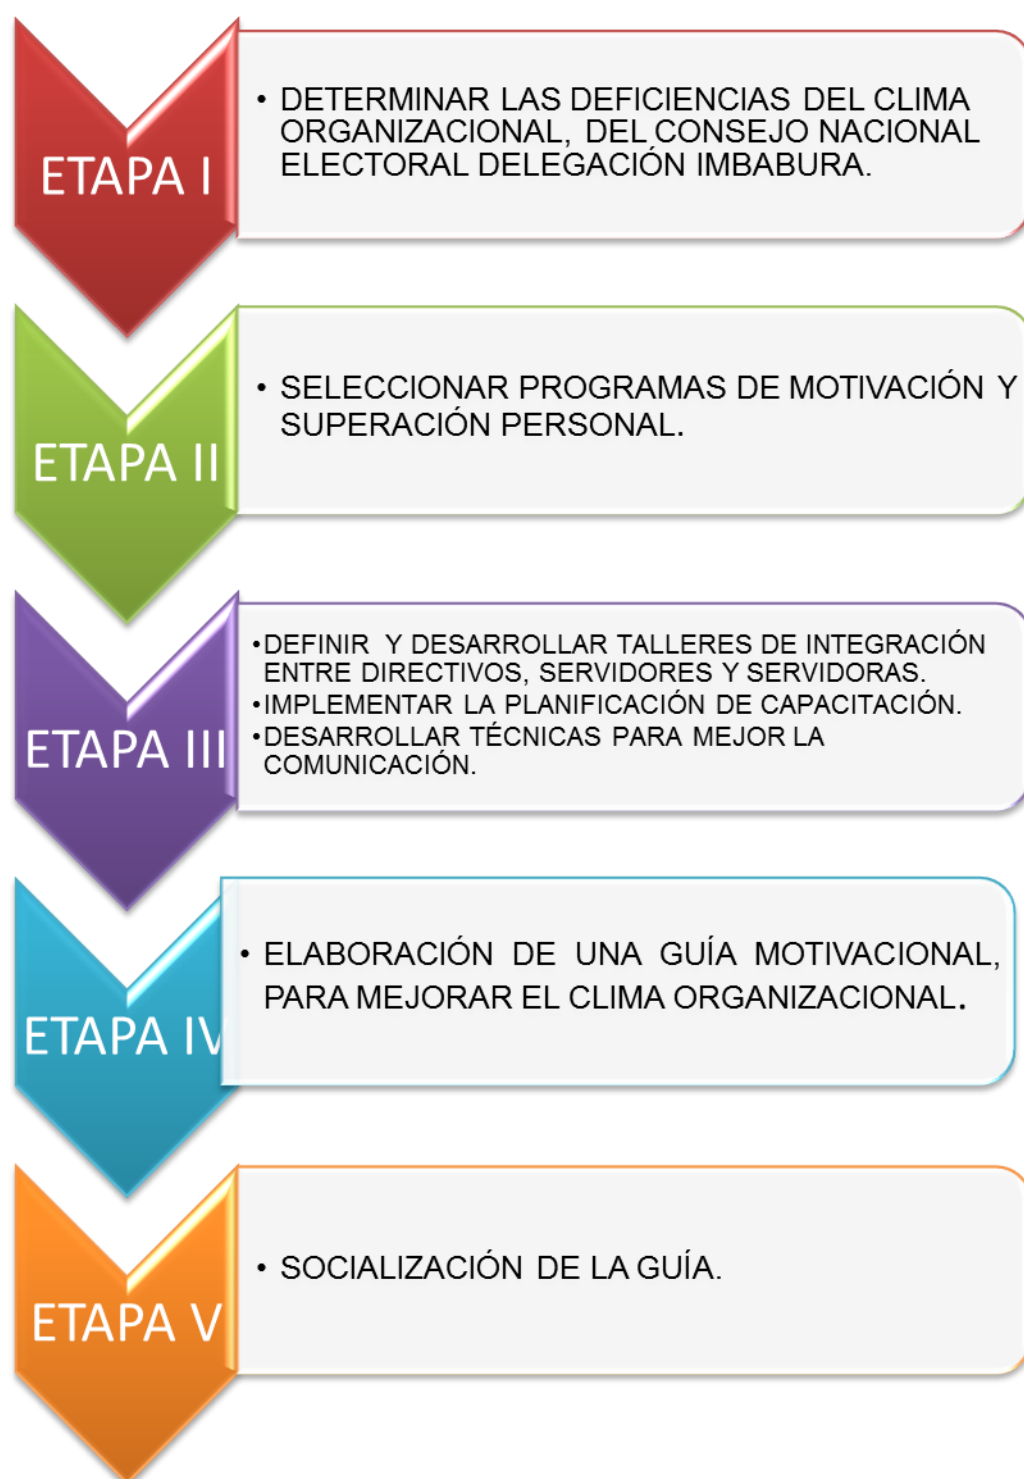 ETAPA I
• DETERMINAR LAS DEFICIENCIAS DEL CLIMA
ORGANIZACIONAL, DEL CONSEJO NACIONAL
ELECTORAL DELEGACIÓN IMBABURA.
ETAPA II
• SELECCIONAR PROGRAMAS DE MOTIVACIÓN Y
SUPERACIÓN PERSONAL.
ETAPA III
•DEFINIR Y DESARROLLAR TALLERES DE INTEGRACIÓN
ENTRE DIRECTIVOS, SERVIDORES Y SERVIDORAS.
•IMPLEMENTAR LA PLANIFICACIÓN DE CAPACITACIÓN.
•DESARROLLAR TÉCNICAS PARA MEJOR LA
COMUNICACIÓN.
ETAPA IV
• ELABORACIÓN DE UNA GUÍA MOTIVACIONAL,
PARA MEJORAR EL CLIMA ORGANIZACIONAL.
ETAPA V
• SOCIALIZACIÓN DE LA GUÍA.